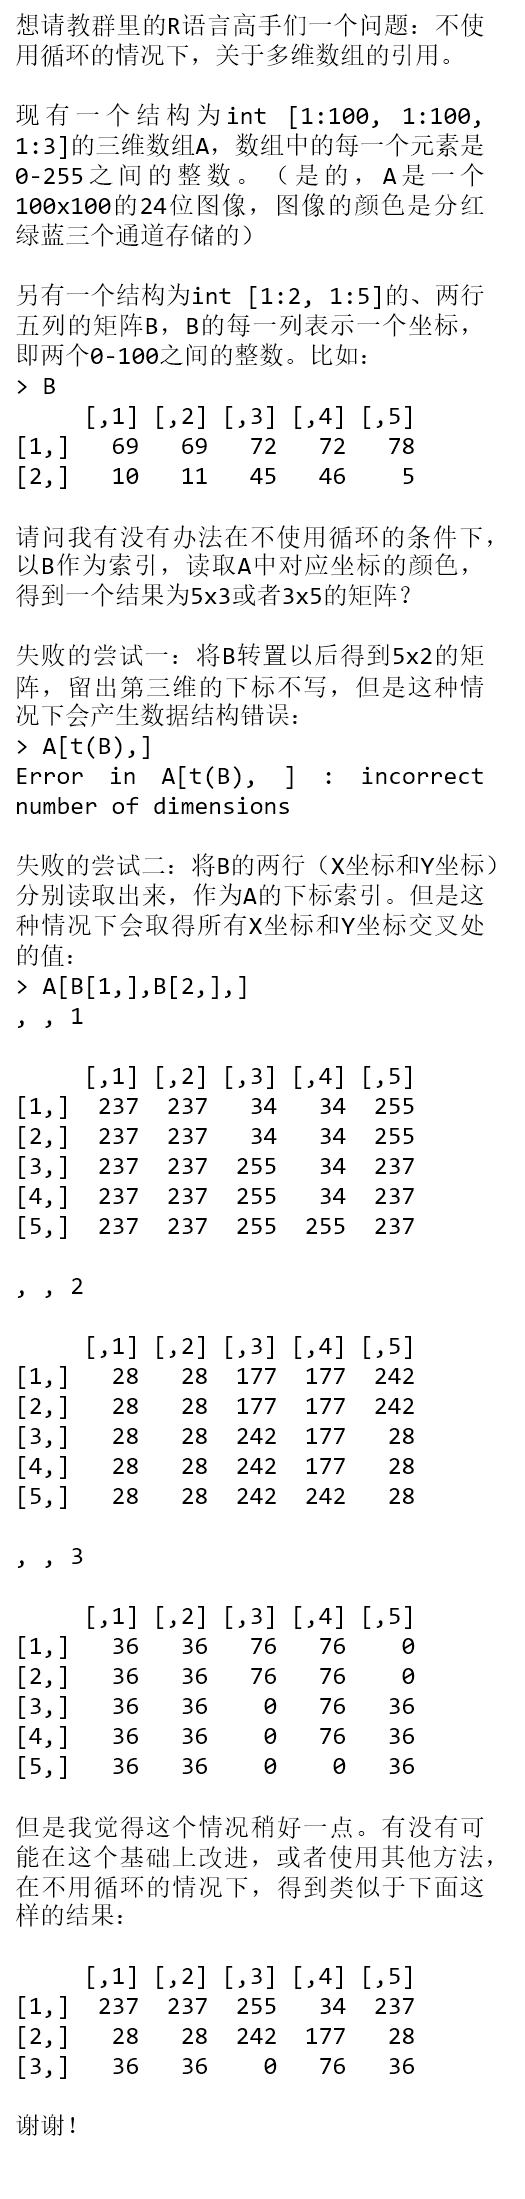 想请教群里的R语言高手们一个问题：不使
用循环的情况下，关于多维数组的引用。
现有一个结构为int [1:100, 1:100,
1:3]的三维数组A，数组中的每一个元素是
0-255之间的整数。（是的，A是一个
100x100的24位图像，图像的颜色是分红
绿蓝三个通道存储的）
另有一个结构为int [1:2, 1:5]的、两行
五列的矩阵B，B的每一列表示一个坐标，
即两个0-100之间的整数。比如：
> B
     [,1] [,2] [,3] [,4] [,5]
[1,]   69   69   72   72   78
[2,]   10   11   45   46    5
请问我有没有办法在不使用循环的条件下，
以B作为索引，读取A中对应坐标的颜色，
得到一个结果为5x3或者3x5的矩阵？
失败的尝试一：将B转置以后得到5x2的矩
阵，留出第三维的下标不写，但是这种情
况下会产生数据结构错误：
> A[t(B),]
Error in A[t(B), ] : incorrect
number of dimensions
失败的尝试二：将B的两行（X坐标和Y坐标）
分别读取出来，作为A的下标索引。但是这
种情况下会取得所有X坐标和Y坐标交叉处
的值：
> A[B[1,],B[2,],]
, , 1
     [,1] [,2] [,3] [,4] [,5]
[1,]  237  237   34   34  255
[2,]  237  237   34   34  255
[3,]  237  237  255   34  237
[4,]  237  237  255   34  237
[5,]  237  237  255  255  237
, , 2
     [,1] [,2] [,3] [,4] [,5]
[1,]   28   28  177  177  242
[2,]   28   28  177  177  242
[3,]   28   28  242  177   28
[4,]   28   28  242  177   28
[5,]   28   28  242  242   28
, , 3
     [,1] [,2] [,3] [,4] [,5]
[1,]   36   36   76   76    0
[2,]   36   36   76   76    0
[3,]   36   36    0   76   36
[4,]   36   36    0   76   36
[5,]   36   36    0    0   36
但是我觉得这个情况稍好一点。有没有可
能在这个基础上改进，或者使用其他方法，
在不用循环的情况下，得到类似于下面这
样的结果：
     [,1] [,2] [,3] [,4] [,5]
[1,]  237  237  255   34  237
[2,]   28   28  242  177   28
[3,]   36   36    0   76   36
谢谢！